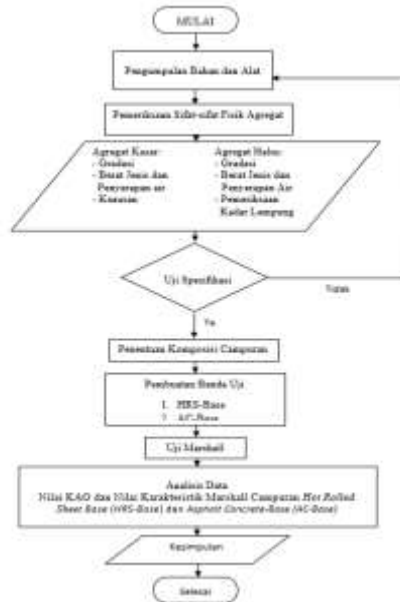 MULAI
Pengumpulan Bahan dan Alat
Pemeriksaan Sifat-sifat Fisik Agregat
Agregat Kasar:
- Gradasi
- Berat Jenis dan
Penyerapan air
- Keausan
Agregat Halus:
- Gradasi
- Berat Jenis dan
Penyerapan Air
- Pemeriksaan
Kadar Lumpung
Uji Spesifikasi
Tidak
Ya
Penentuan Komposisi Campuran
Pembuatan Benda Uji
1. HRS-Base
2. AC-Base
Uji Marshall
Analisis Data
Nilai KAO dan Nilai Karakteristik Marshall Campuran Hot Rolled
Sheet Base (HRS-Base) dan Asphalt Concrete-Base (AC-Base)
Kesimpulan
Selesai